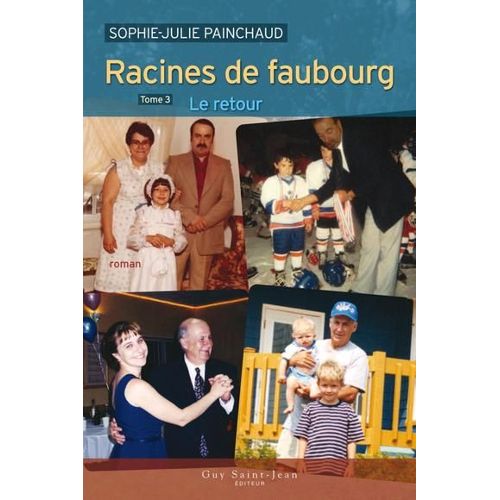 SOPHIE-JULIE PAINCHAUD
Racines de faubourg
Tome 3
Le retour
roman
Guy Saint-Jean
ÉDITEUR